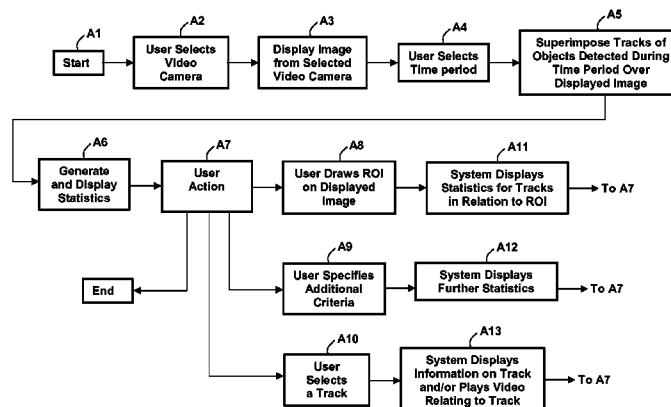 A1
Start
A2
User Selects
Video
Camera
A3
Display Image
from Selected
Video Camera
A4
User Selects
Time period
A5
Superimpose Tracks of
Objects Detected During
Time Period Over
Displayed Image
A6
Generate
and Display
Statistics
A7
User
Action
A8
User Draws ROI
on Displayed
Image
A11
System Displays
Statistics for Tracks
in Relation to ROI
To A7
End
A9
User Specifies
Additional
Criteria
A12
System Displays
Further Statistics
To A7
A10
User
Selects
a Track
A13
System Displays
Information on Track
and/or Plays Video
Relating to Track
To A7